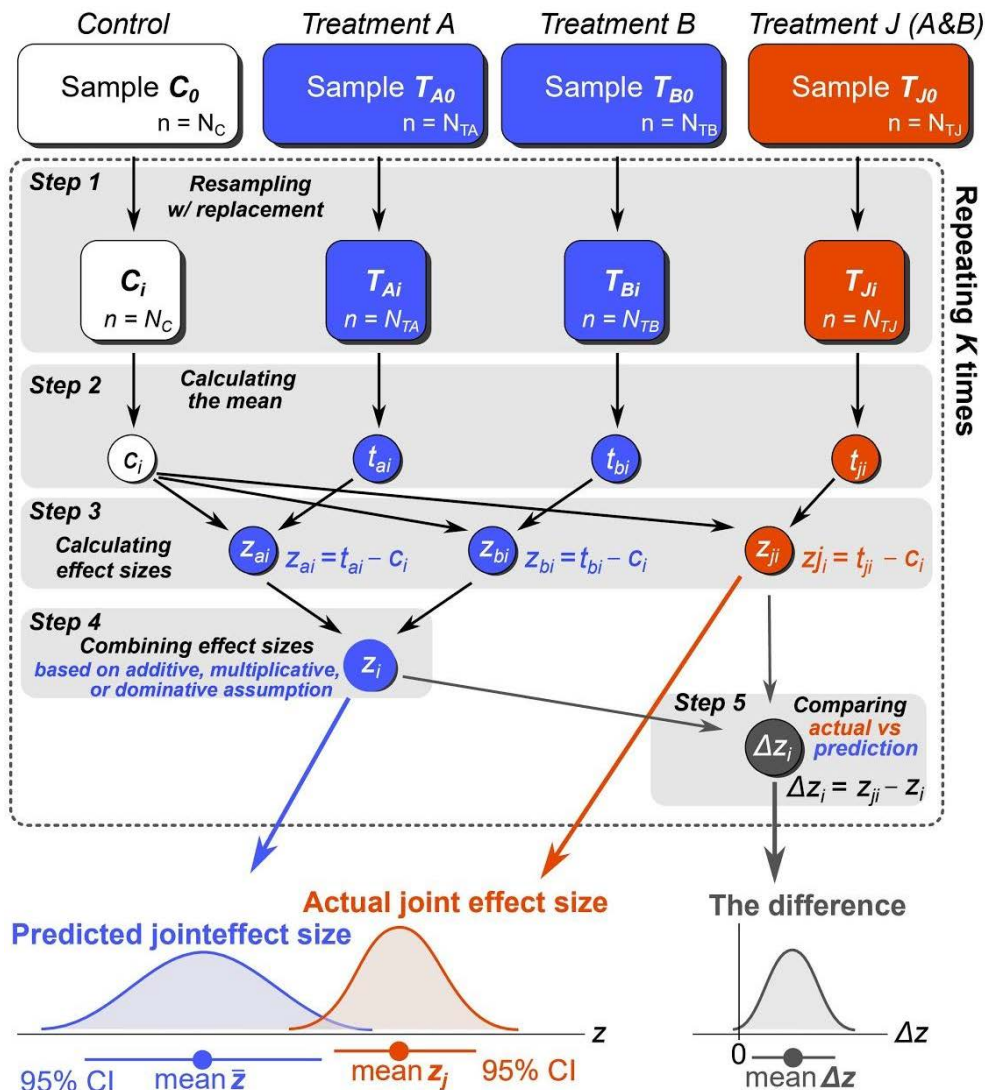 Control
Treatment A
Treatment B
Treatment J (A&B)
Sample C0
n = NC
Sample TA0
n = NTA
Sample TB0
n = NTB
Sample TJ0
n = NTJ
Repeating K times
Step 1
Resampling
w/ replacement
Ci
n = NC
TAi
n = NTA
TBi
n = NTB
TJi
n = NTJ
Step 2
Calculating
the mean
ci
tai
tbi
tji
Step 3
Calculating
effect sizes
zai
zai = tai – ci
zbi
zbi = tbi – ci
zji
zji = tji – ci
Step 4
Combining effect sizes
based on additive, multiplicative,
or dominative assumption
zi
Step 5
Comparing
actual vs
prediction
Δzi
Δzi = zji – zi
Predicted jointeffect size
Actual joint effect size
The difference
z
Δz
0
95% CI
mean z̄
mean zj
95% CI
mean Δz